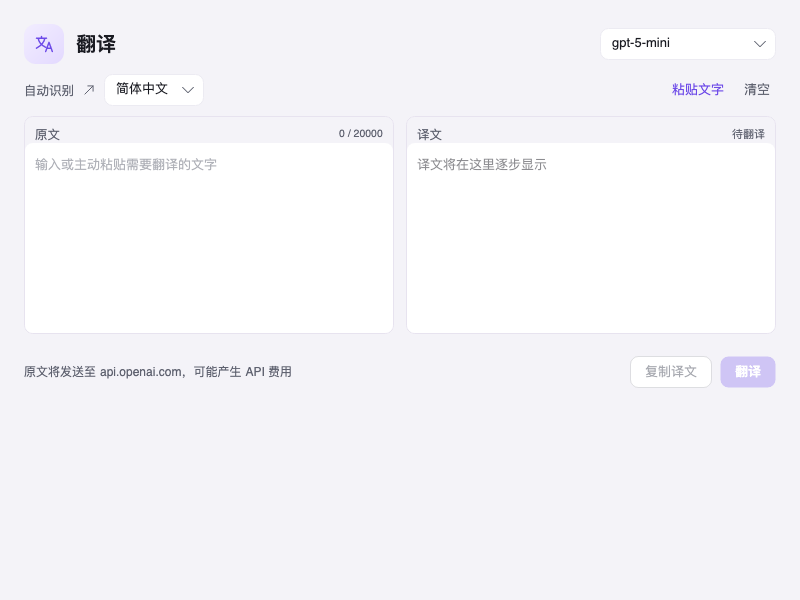 翻译
gpt-5-mini
自动识别
简体中文
粘贴文字
清空
原文
0 / 20000
译文
待翻译
输入或主动粘贴需要翻译的文字
译文将在这里逐步显示
原文将发送至 api.openai.com，可能产生 API 费用
复制译文
翻译